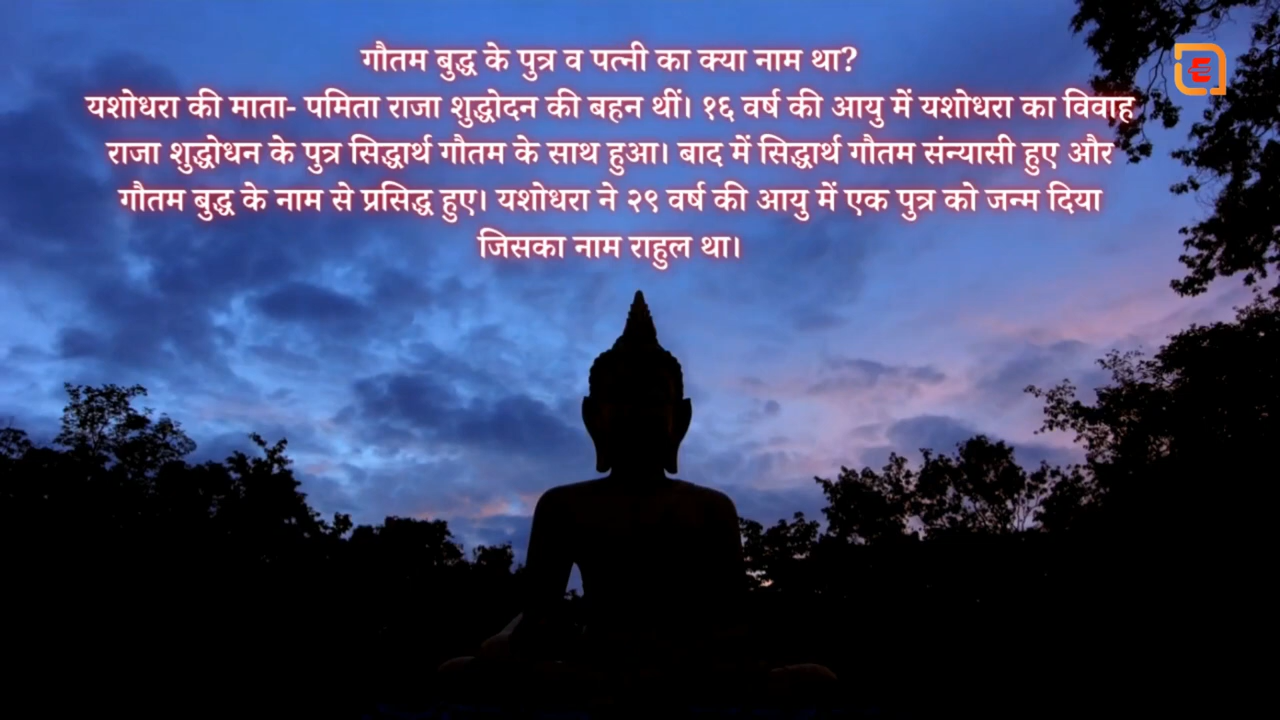 गौतम बुद्ध के पुत्र व पत्नी का क्या नाम था?
यशोधरा की माता- पमिता राजा शुद्धोदन की बहन थीं। १६ वर्ष की आयु में यशोधरा का विवाह
राजा शुद्धोधन के पुत्र सिद्धार्थ गौतम के साथ हुआ। बाद में सिद्धार्थ गौतम संन्यासी हुए और
गौतम बुद्ध के नाम से प्रसिद्ध हुए। यशोधरा ने २९ वर्ष की आयु में एक पुत्र को जन्म दिया
जिसका नाम राहुल था।
E